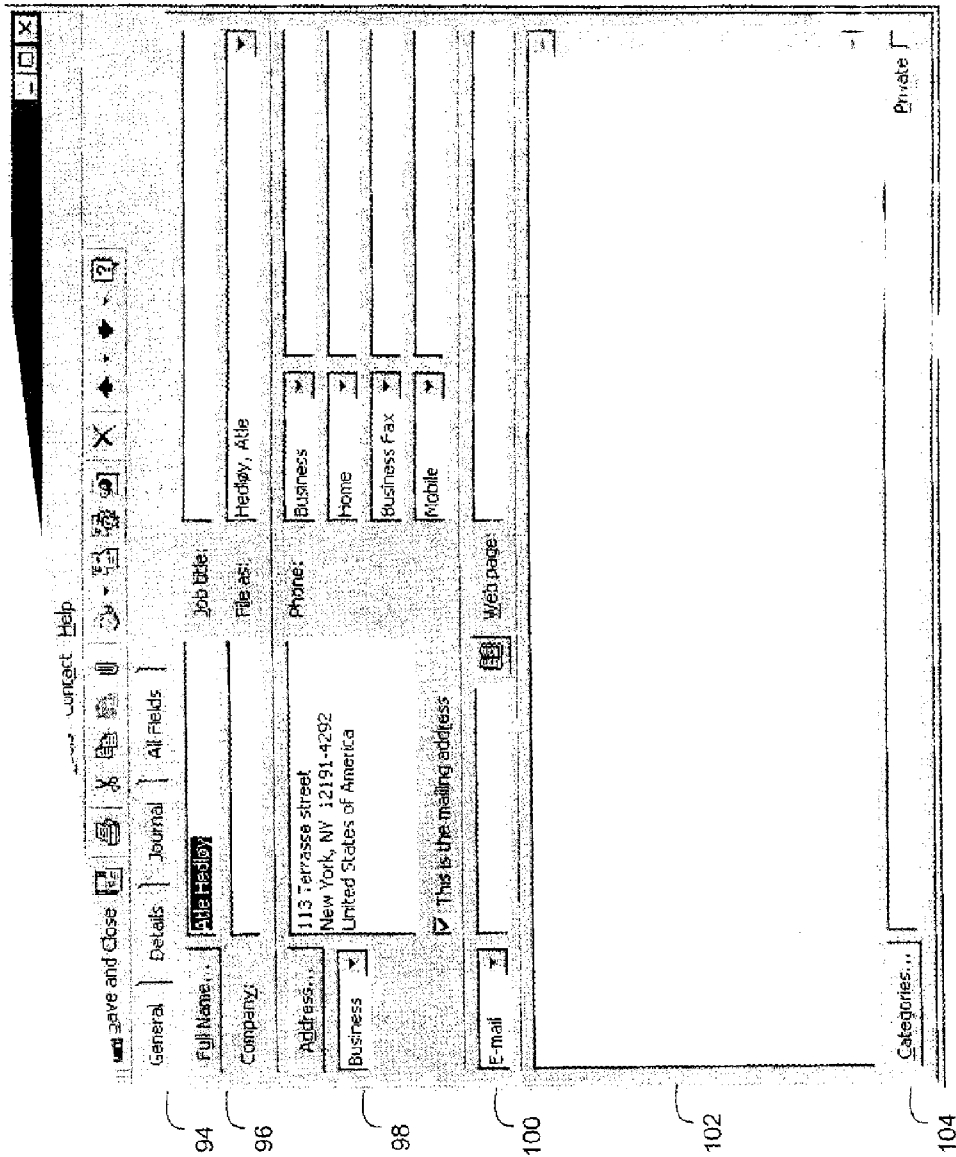 Contact Help
Save and Close
General Details Journal All Fields
Full Name... Atle Hedløy Job title:
Company: File as: Hedløy, Atle
Address... 113 Terrasse street Phone: Business
Business New York, NY 12191-4292 Home
United States of America Business Fax
This is the mailing address Mobile
E-mail Web page:
Categories... Private
94
96
98
100
102
104